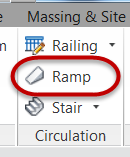 Massing & Site
Railing
Ramp
Stair
Circulation